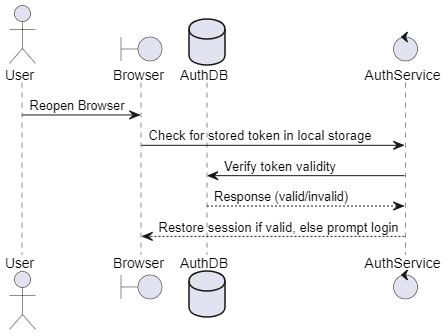 User Browser AuthDB AuthService
Reopen Browser
Check for stored token in local storage
Verify token validity
Response (valid/invalid)
Restore session if valid, else prompt login
User Browser AuthDB AuthService